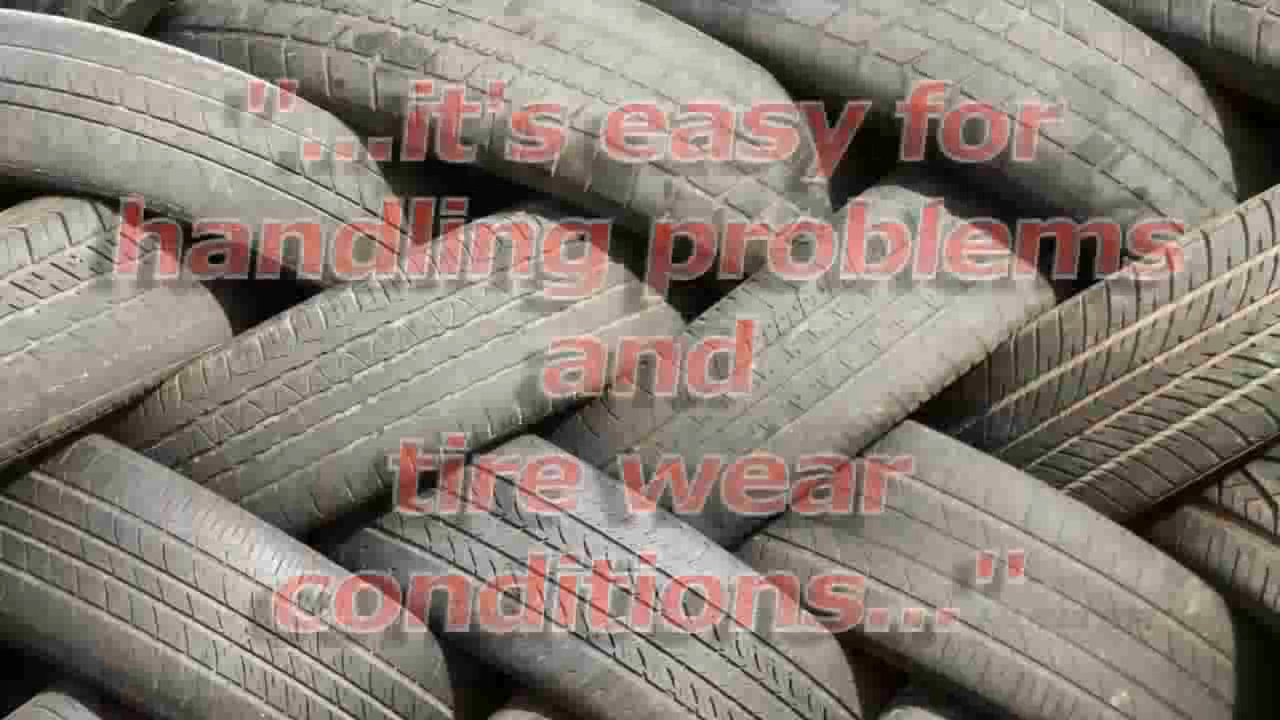 "...it's easy for
handling problems
and
tire wear
conditions..."